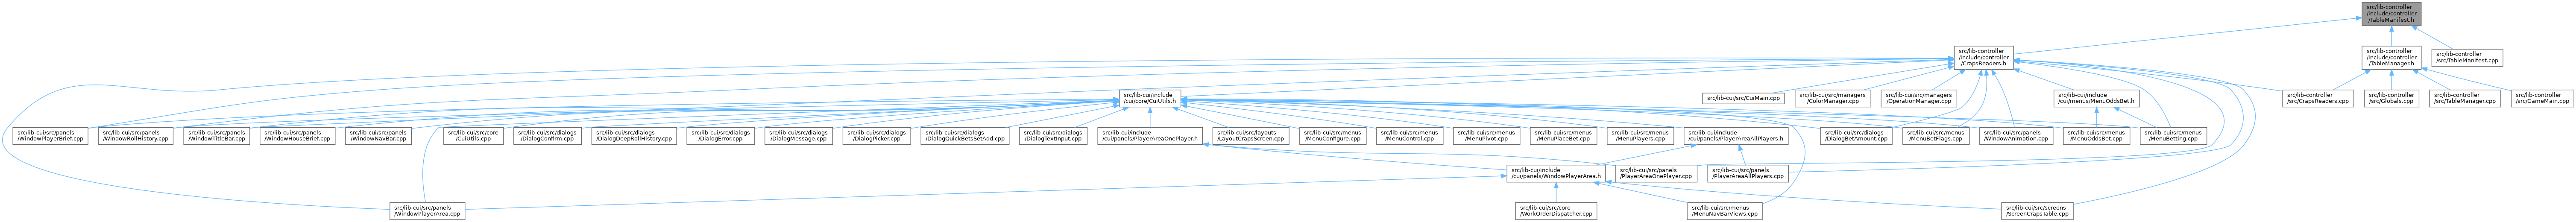 src/lib-controller
/include/controller
/TableManifest.h
src/lib-controller
/include/controller
/CrapsReaders.h
src/lib-controller
/include/controller
/TableManager.h
src/lib-controller
/src/TableManifest.cpp
src/lib-cui/include
/cui/core/CuiUtils.h
src/lib-cui/src/CuiMain.cpp
src/lib-cui/src/managers
/ColorManager.cpp
src/lib-cui/src/managers
/OperationManager.cpp
src/lib-cui/include
/cui/menus/MenuOddsBet.h
src/lib-controller
/src/CrapsReaders.cpp
src/lib-controller
/src/Globals.cpp
src/lib-controller
/src/TableManager.cpp
src/lib-controller
/src/GameMain.cpp
src/lib-cui/src/panels
/WindowPlayerBrief.cpp
src/lib-cui/src/panels
/WindowRollHistory.cpp
src/lib-cui/src/panels
/WindowTitleBar.cpp
src/lib-cui/src/panels
/WindowHouseBrief.cpp
src/lib-cui/src/panels
/WindowNavBar.cpp
src/lib-cui/src/core
/CuiUtils.cpp
src/lib-cui/src/dialogs
/DialogConfirm.cpp
src/lib-cui/src/dialogs
/DialogDeepRollHistory.cpp
src/lib-cui/src/dialogs
/DialogError.cpp
src/lib-cui/src/dialogs
/DialogMessage.cpp
src/lib-cui/src/dialogs
/DialogPicker.cpp
src/lib-cui/src/dialogs
/DialogQuickBetsSetAdd.cpp
src/lib-cui/src/dialogs
/DialogTextInput.cpp
src/lib-cui/include
/cui/panels/PlayerAreaOnePlayer.h
src/lib-cui/src/layouts
/LayoutCrapsScreen.cpp
src/lib-cui/src/menus
/MenuConfigure.cpp
src/lib-cui/src/menus
/MenuControl.cpp
src/lib-cui/src/menus
/MenuPivot.cpp
src/lib-cui/src/menus
/MenuPlaceBet.cpp
src/lib-cui/src/menus
/MenuPlayers.cpp
src/lib-cui/include
/cui/panels/PlayerAreaAllPlayers.h
src/lib-cui/src/dialogs
/DialogBetAmount.cpp
src/lib-cui/src/menus
/MenuBetFlags.cpp
src/lib-cui/src/panels
/WindowAnimation.cpp
src/lib-cui/src/menus
/MenuOddsBet.cpp
src/lib-cui/src/menus
/MenuBetting.cpp
src/lib-cui/include
/cui/panels/WindowPlayerArea.h
src/lib-cui/src/panels
/PlayerAreaOnePlayer.cpp
src/lib-cui/src/panels
/PlayerAreaAllPlayers.cpp
src/lib-cui/src/panels
/WindowPlayerArea.cpp
src/lib-cui/src/core
/WorkOrderDispatcher.cpp
src/lib-cui/src/menus
/MenuNavBarViews.cpp
src/lib-cui/src/screens
/ScreenCrapsTable.cpp